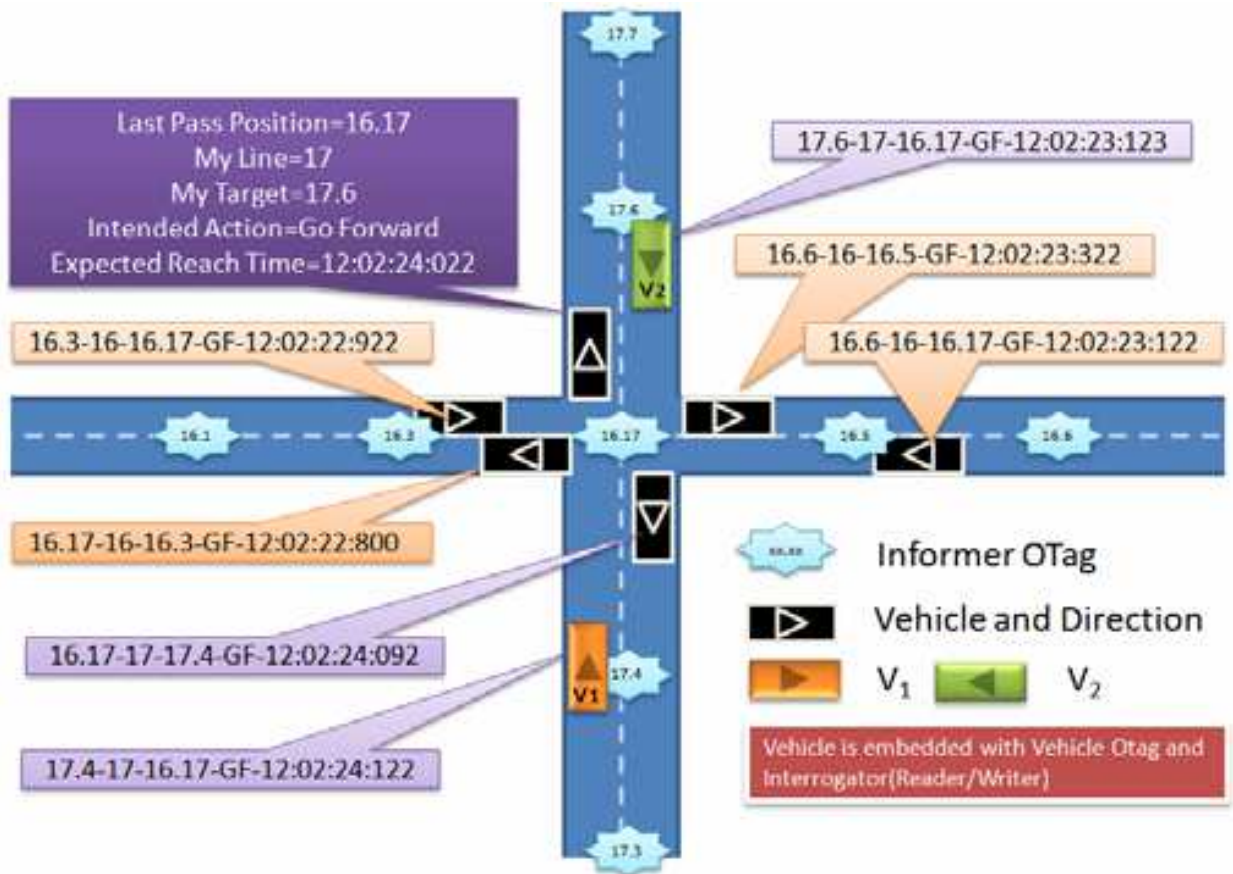 17.7
Last Pass Position=16.17
My Line=17
My Target=17.6
Intended Action=Go Forward
Expected Reach Time=12:02:24:022
17.6-17-16.17-GF-12:02:23:123
17.6
V2
16.6-16-16.5-GF-12:02:23:322
16.3-16-16.17-GF-12:02:22:922
16.6-16-16.17-GF-12:02:23:122
16.1
16.3
16.17
16.5
16.6
16.17-16-16.3-GF-12:02:22:800
xx.xx
Informer OTag
Vehicle and Direction
16.17-17-17.4-GF-12:02:24:092
17.4
V1
V1
V2
17.4-17-16.17-GF-12:02:24:122
Vehicle is embedded with Vehicle Otag and
Interrogator(Reader/Writer)
17.3